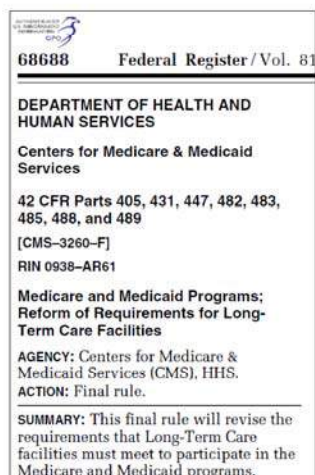 GPO
68688 Federal Register / Vol. 81
DEPARTMENT OF HEALTH AND
HUMAN SERVICES
Centers for Medicare & Medicaid
Services
42 CFR Parts 405, 431, 447, 482, 483,
485, 488, and 489
[CMS–3260–F]
RIN 0938–AR61
Medicare and Medicaid Programs;
Reform of Requirements for Long-
Term Care Facilities
AGENCY: Centers for Medicare &
Medicaid Services (CMS), HHS.
ACTION: Final rule.
SUMMARY: This final rule will revise the
requirements that Long-Term Care
facilities must meet to participate in the
Medicare and Medicaid programs.